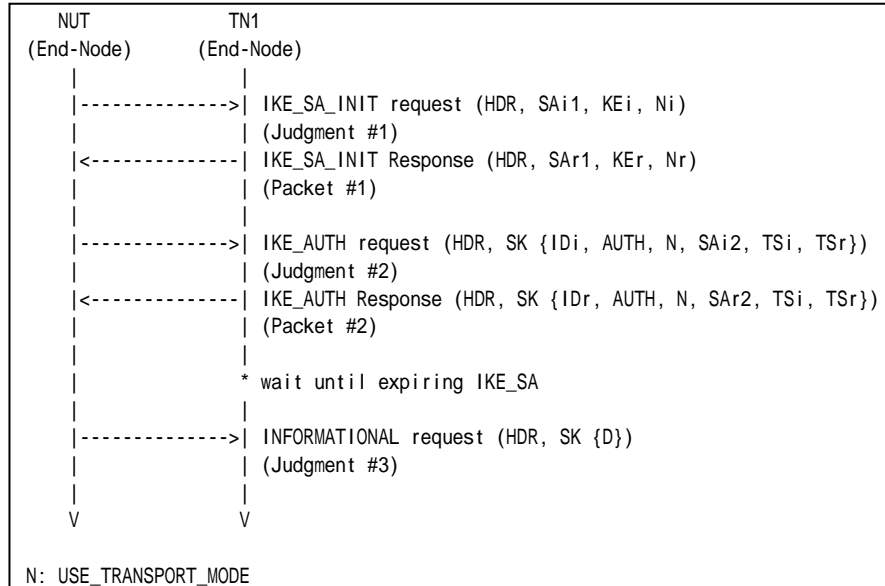 NUT TN1
(End-Node) (End-Node)
| |
|-------------->| IKE_SA_INIT request (HDR, SAi1, KEi, Ni)
| | (Judgment #1)
|<--------------| IKE_SA_INIT Response (HDR, SAr1, KEr, Nr)
| | (Packet #1)
| |
|-------------->| IKE_AUTH request (HDR, SK {IDi, AUTH, N, SAi2, TSi, TSr})
| | (Judgment #2)
|<--------------| IKE_AUTH Response (HDR, SK {IDr, AUTH, N, SAr2, TSi, TSr})
| | (Packet #2)
| |
| * wait until expiring IKE_SA
| |
|-------------->| INFORMATIONAL request (HDR, SK {D})
| | (Judgment #3)
| |
V V
N: USE_TRANSPORT_MODE